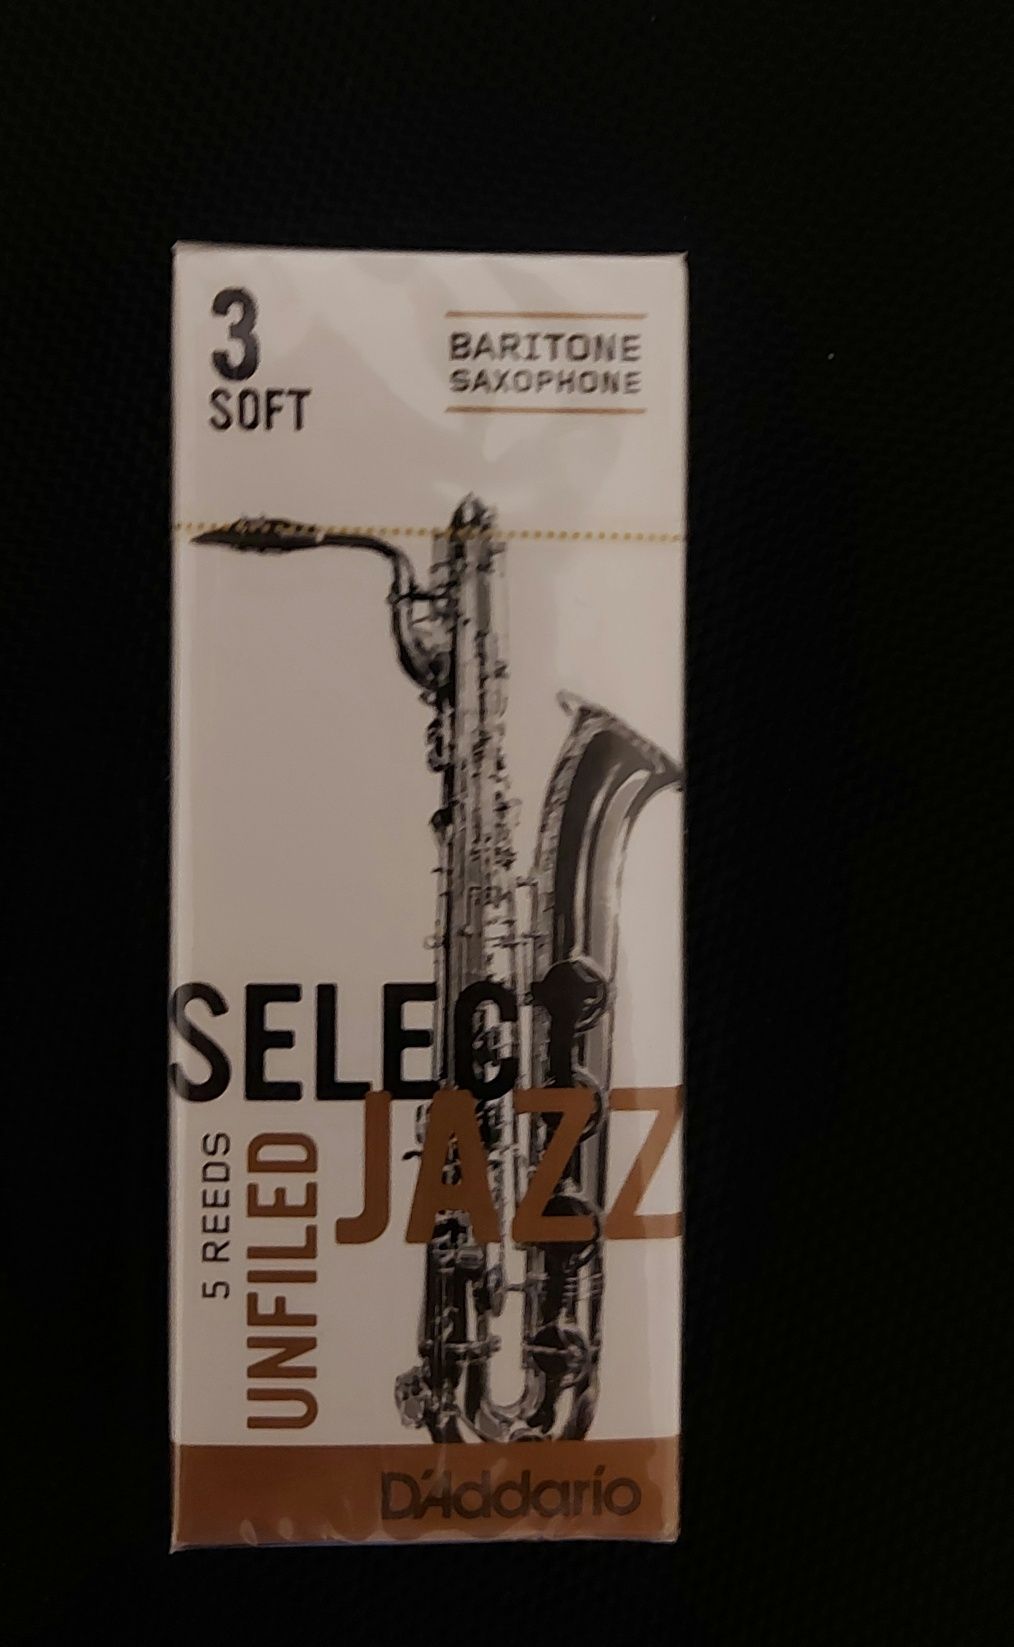 3
SOFT
BARITONE
SAXOPHONE
SELECT
JAZZ
5 REEDS
UNFILED
D'Addario